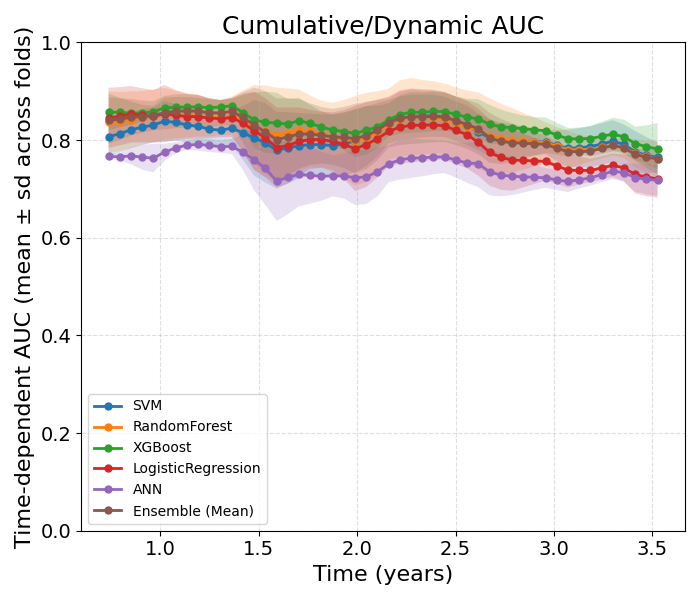 Cumulative/Dynamic AUC
Time-dependent AUC (mean ± sd across folds)
1.0
0.8
0.6
0.4
0.2
0.0
SVM
RandomForest
XGBoost
LogisticRegression
ANN
Ensemble (Mean)
1.0 1.5 2.0 2.5 3.0 3.5
Time (years)